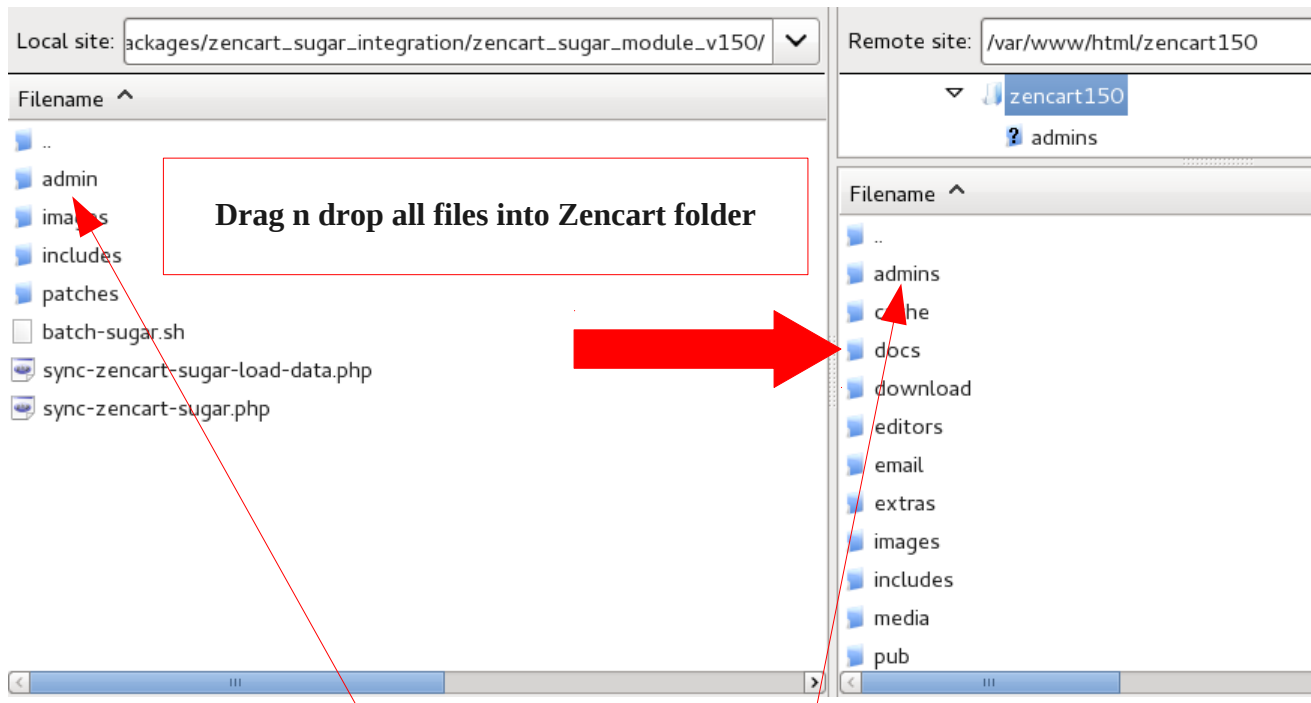 Local site: ackages/zencart_sugar_integration/zencart_sugar_module_v150/
Filename
..
admin
images
includes
patches
batch-sugar.sh
sync-zencart-sugar-load-data.php
sync-zencart-sugar.php
Drag n drop all files into Zencart folder
Remote site: /var/www/html/zencart150
zencart150
? admins
Filename
..
admins
cache
docs
download
editors
email
extras
images
includes
media
pub